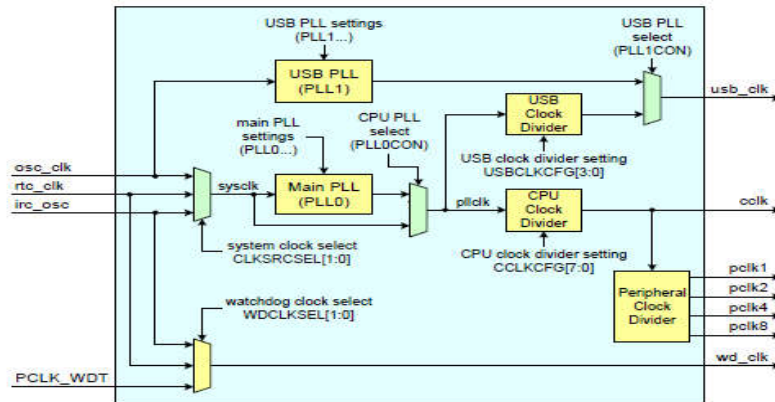 USB PLL settings
(PLL1...)
USB PLL
select
(PLL1CON)
USB PLL
(PLL1)
usb_clk
main PLL
settings
(PLL0...)
CPU PLL
select
(PLL0CON)
USB
Clock
Divider
USB clock divider setting
USBCLKCFG[3:0]
osc_clk
rtc_clk
irc_osc
sysclk
Main PLL
(PLL0)
pllclk
CPU
Clock
Divider
cclk
system clock select
CLKSRCSEL[1:0]
CPU clock divider setting
CCLKCFG[7:0]
Peripheral
Clock
Divider
pclk1
pclk2
pclk4
pclk8
watchdog clock select
WDCLKSEL[1:0]
PCLK_WDT
wd_clk